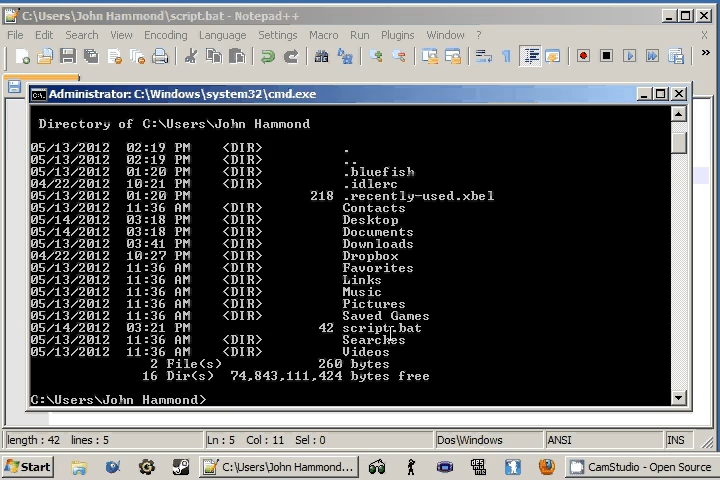 C:\Users\John Hammond\script.bat - Notepad++
File Edit Search View Encoding Language Settings Macro Run Plugins Window ? X
Administrator: C:\Windows\system32\cmd.exe
Directory of C:\Users\John Hammond
05/13/2012 02:19 PM <DIR> .
05/13/2012 02:19 PM <DIR> ..
05/13/2012 01:20 PM <DIR> .bluefish
04/22/2012 10:21 PM <DIR> .idlerc
05/13/2012 01:20 PM 218 .recently-used.xbel
05/13/2012 11:36 AM <DIR> Contacts
05/14/2012 03:18 PM <DIR> Desktop
05/14/2012 03:18 PM <DIR> Documents
05/13/2012 03:41 PM <DIR> Downloads
04/22/2012 10:27 PM <DIR> Dropbox
05/13/2012 11:36 AM <DIR> Favorites
05/13/2012 11:36 AM <DIR> Links
05/13/2012 11:36 AM <DIR> Music
05/13/2012 11:36 AM <DIR> Pictures
05/13/2012 11:36 AM <DIR> Saved Games
05/14/2012 03:21 PM 42 script.bat
05/13/2012 11:36 AM <DIR> Searches
05/13/2012 11:36 AM <DIR> Videos
2 File(s) 260 bytes
16 Dir(s) 74,843,111,424 bytes free
C:\Users\John Hammond>
length : 42 lines : 5 Ln : 5 Col : 11 Sel : 0 Dos\Windows ANSI INS
Start C:\Users\John Hammond... CamStudio - Open Source